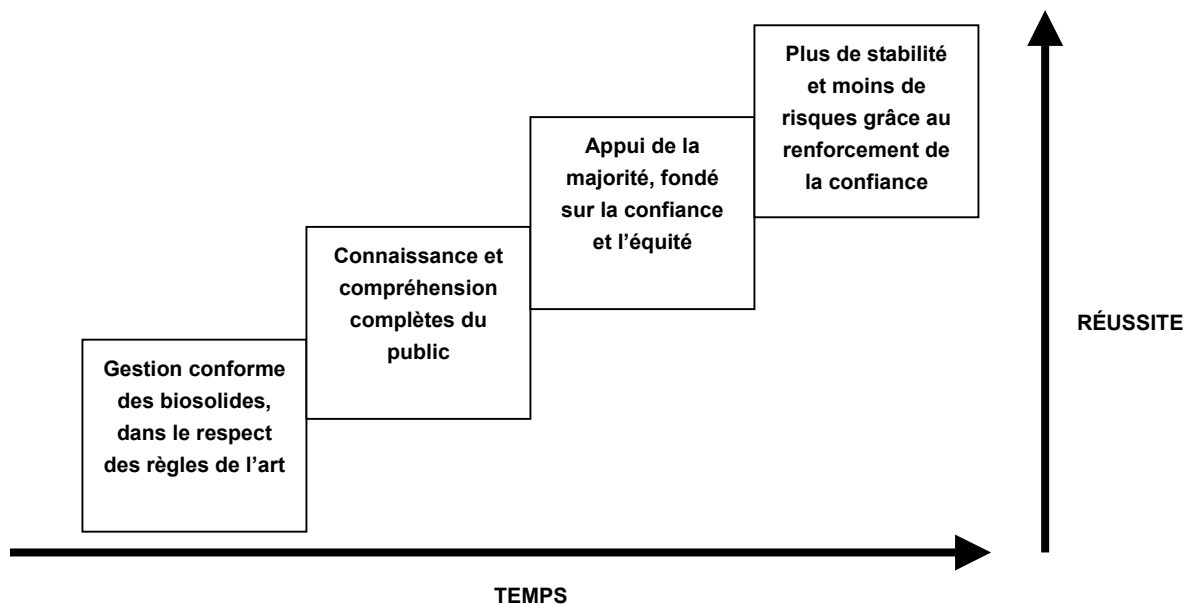 Gestion conforme
des biosolides,
dans le respect
des règles de l’art
Connaissance et
compréhension
complètes du
public
Appui de la
majorité, fondé
sur la confiance
et l’équité
Plus de stabilité
et moins de
risques grâce au
renforcement de
la confiance
RÉUSSITE
TEMPS